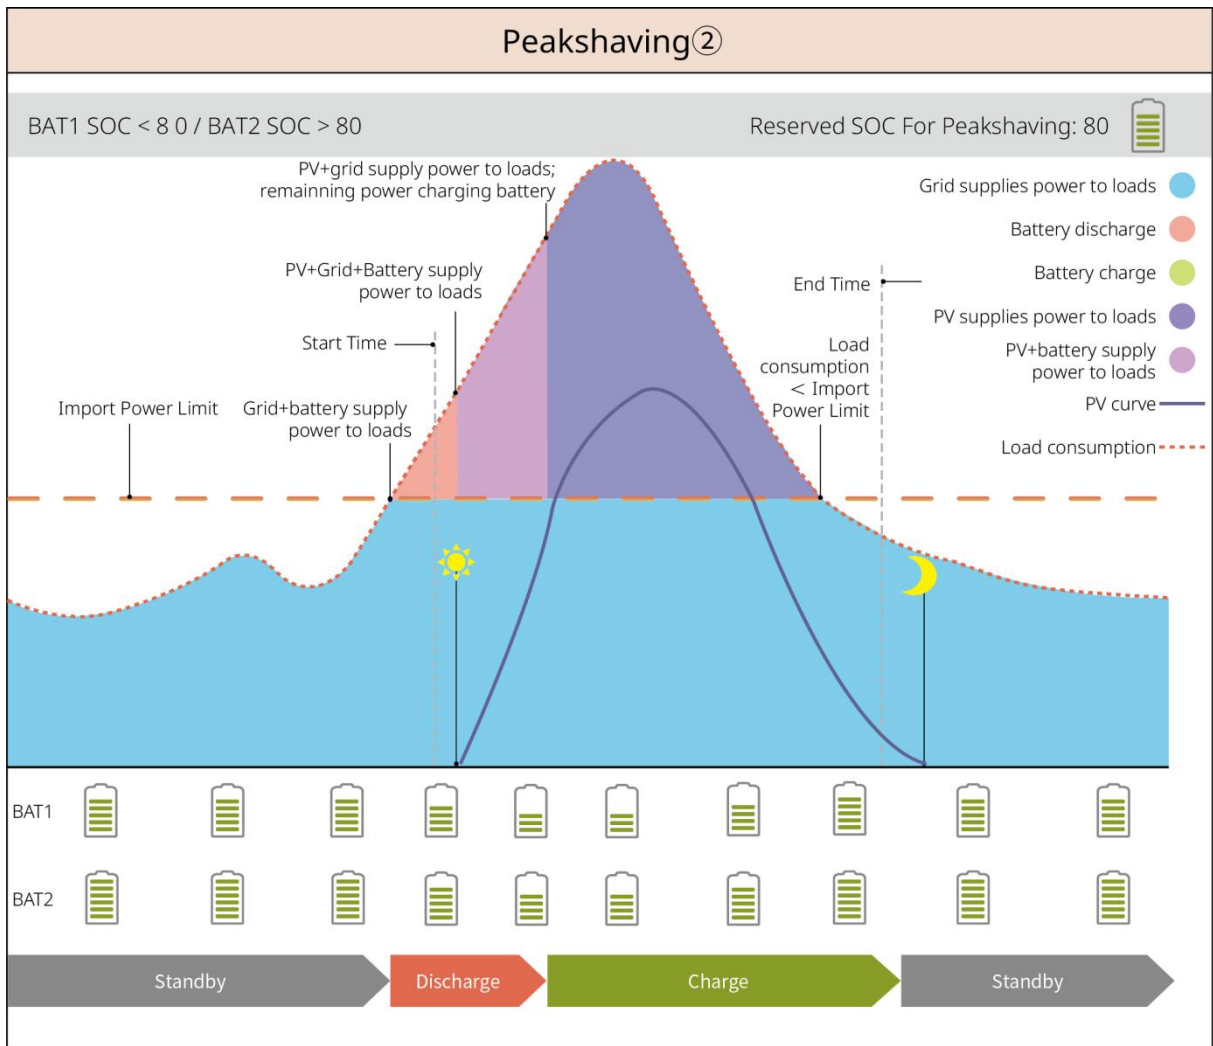 Peakshaving②
BAT1 SOC < 8 0 / BAT2 SOC > 80
Reserved SOC For Peakshaving: 80
PV+grid supply power to loads;
remainning power charging battery
Grid supplies power to loads
Battery discharge
PV+Grid+Battery supply
power to loads
End Time
Battery charge
PV supplies power to loads
Start Time
Load
consumption
< Import
Power Limit
PV+battery supply
power to loads
Import Power Limit
Grid+battery supply
power to loads
PV curve
Load consumption
BAT1
BAT2
Standby
Discharge
Charge
Standby